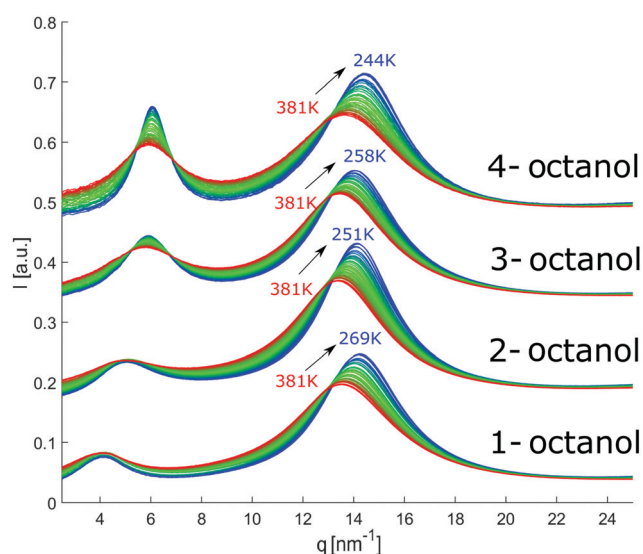 0.8
0.7
0.6
0.5
0.4
0.3
0.2
0.1
0
I [a.u.]
244K
381K
4- octanol
258K
381K
3- octanol
251K
381K
2- octanol
269K
381K
1- octanol
4 6 8 10 12 14 16 18 20 22 24
q [nm⁻¹]